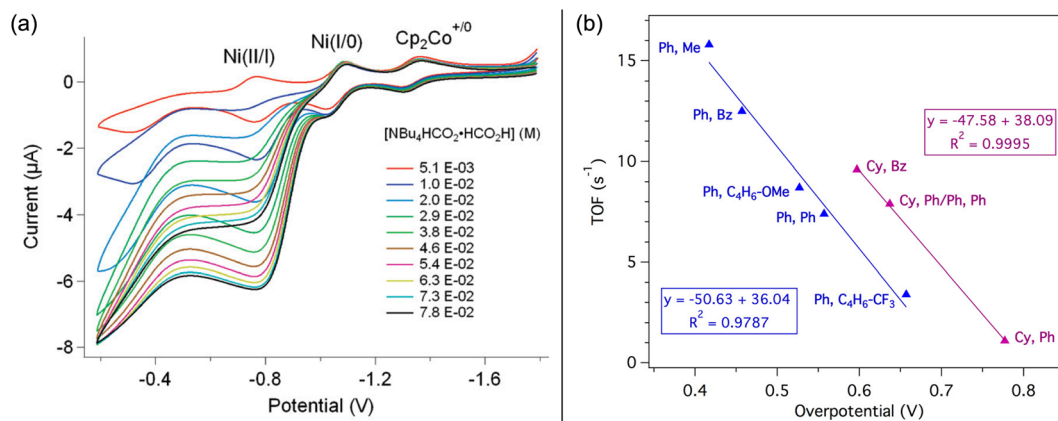 (a)
Ni(II/I)
Ni(I/0)
Cp₂Co⁺/⁰
0
-2
-4
-6
-8
Current (μA)
[NBu₄HCO₂•HCO₂H] (M)
5.1 E-03
1.0 E-02
2.0 E-02
2.9 E-02
3.8 E-02
4.6 E-02
5.4 E-02
6.3 E-02
7.3 E-02
7.8 E-02
-0.4
-0.8
-1.2
-1.6
Potential (V)
(b)
15
10
5
0
TOF (s⁻¹)
Ph, Me
Ph, Bz
Ph, C₄H₆-OMe
Ph, Ph
Ph, C₄H₆-CF₃
y = -50.63 + 36.04
R² = 0.9787
y = -47.58 + 38.09
R² = 0.9995
Cy, Bz
Cy, Ph/Ph, Ph
Cy, Ph
0.4
0.5
0.6
0.7
0.8
Overpotential (V)